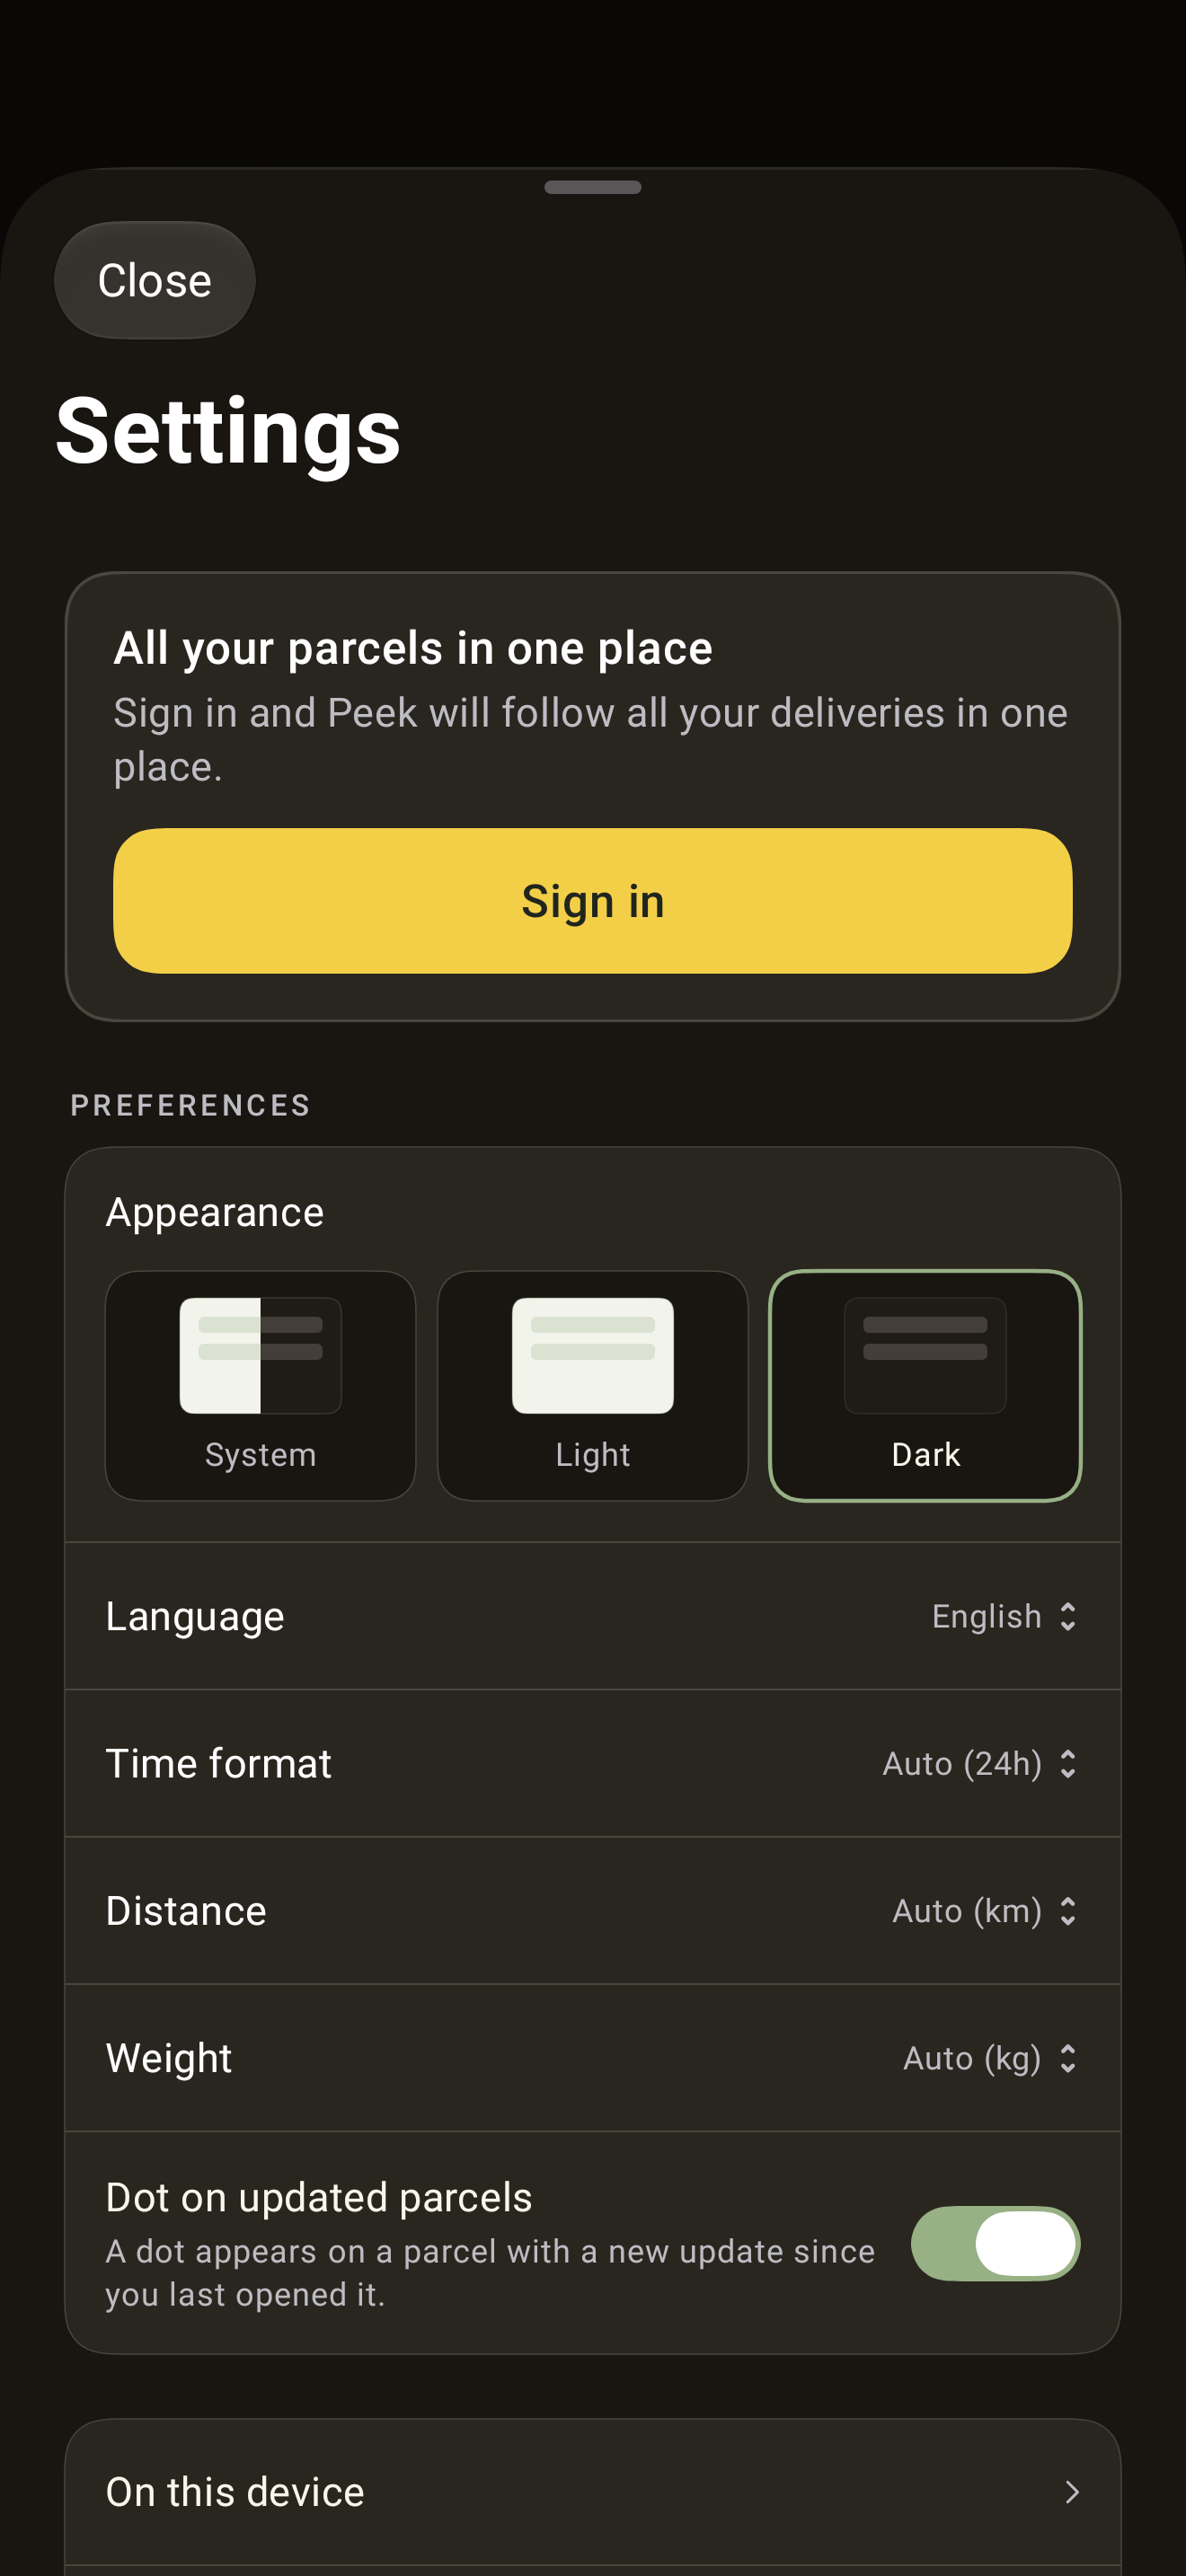 Close
Settings
All your parcels in one place
Sign in and Peek will follow all your deliveries in one
place.
Sign in
PREFERENCES
Appearance
System
Light
Dark
Language
English
Time format
Auto (24h)
Distance
Auto (km)
Weight
Auto (kg)
Dot on updated parcels
A dot appears on a parcel with a new update since
you last opened it.
On this device